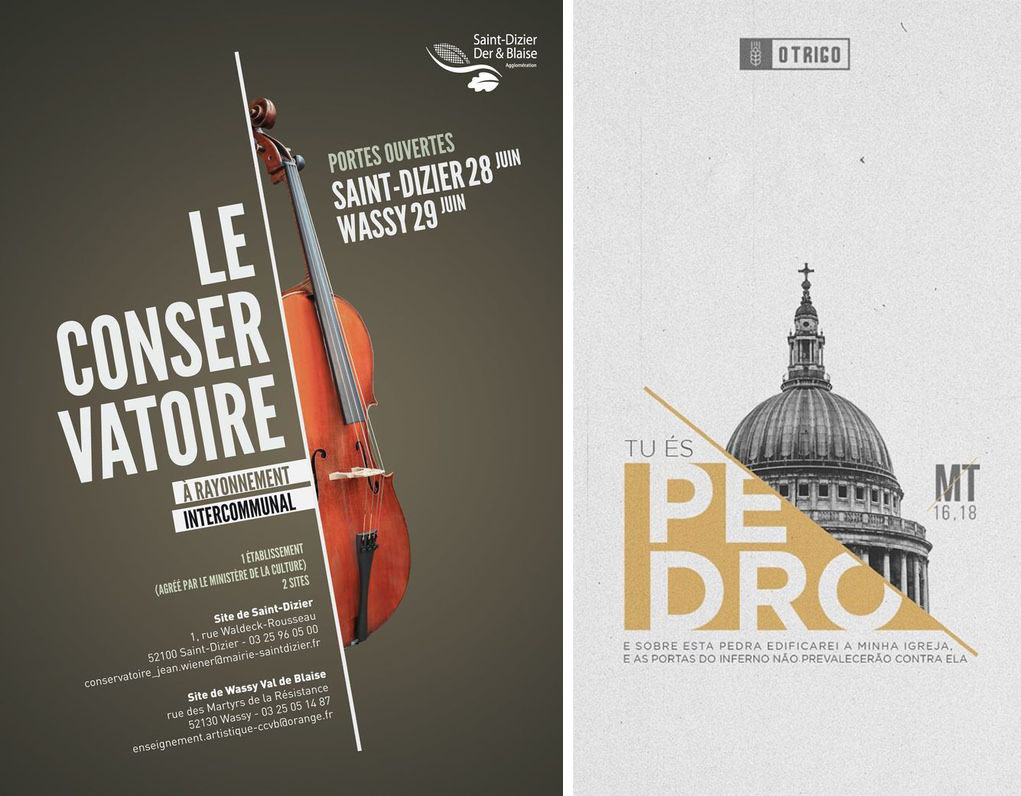 Saint-Dizier
Der & Blaise
Agglomération
PORTES OUVERTES
SAINT-DIZIER 28 JUIN
WASSY 29 JUIN
LE
CONSER
VATOIRE
À RAYONNEMENT
INTERCOMMUNAL
1 ÉTABLISSEMENT
(AGRÉÉ PAR LE MINISTÈRE DE LA CULTURE)
2 SITES
Site de Saint-Dizier
1, rue Waldeck-Rousseau
52100 Saint-Dizier - 03 25 96 05 00
conservatoire_jean.wiener@mairie-saintdizier.fr
Site de Wassy Val de Blaise
rue des Martyrs de la Résistance
52130 Wassy - 03 25 05 14 87
enseignement.artistique-ccvb@orange.fr
O TRIGO
TU ÉS
PE
DRO
MT
16,18
E SOBRE ESTA PEDRA EDIFICAREI A MINHA IGREJA,
E AS PORTAS DO INFERNO NÃO PREVALECERÃO CONTRA ELA